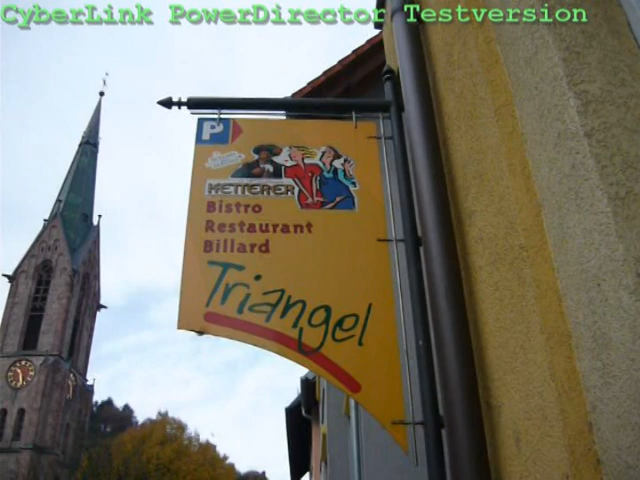 CyberLink PowerDirector Testversion
P
KETTERER
Bistro
Restaurant
Billard
Triangel